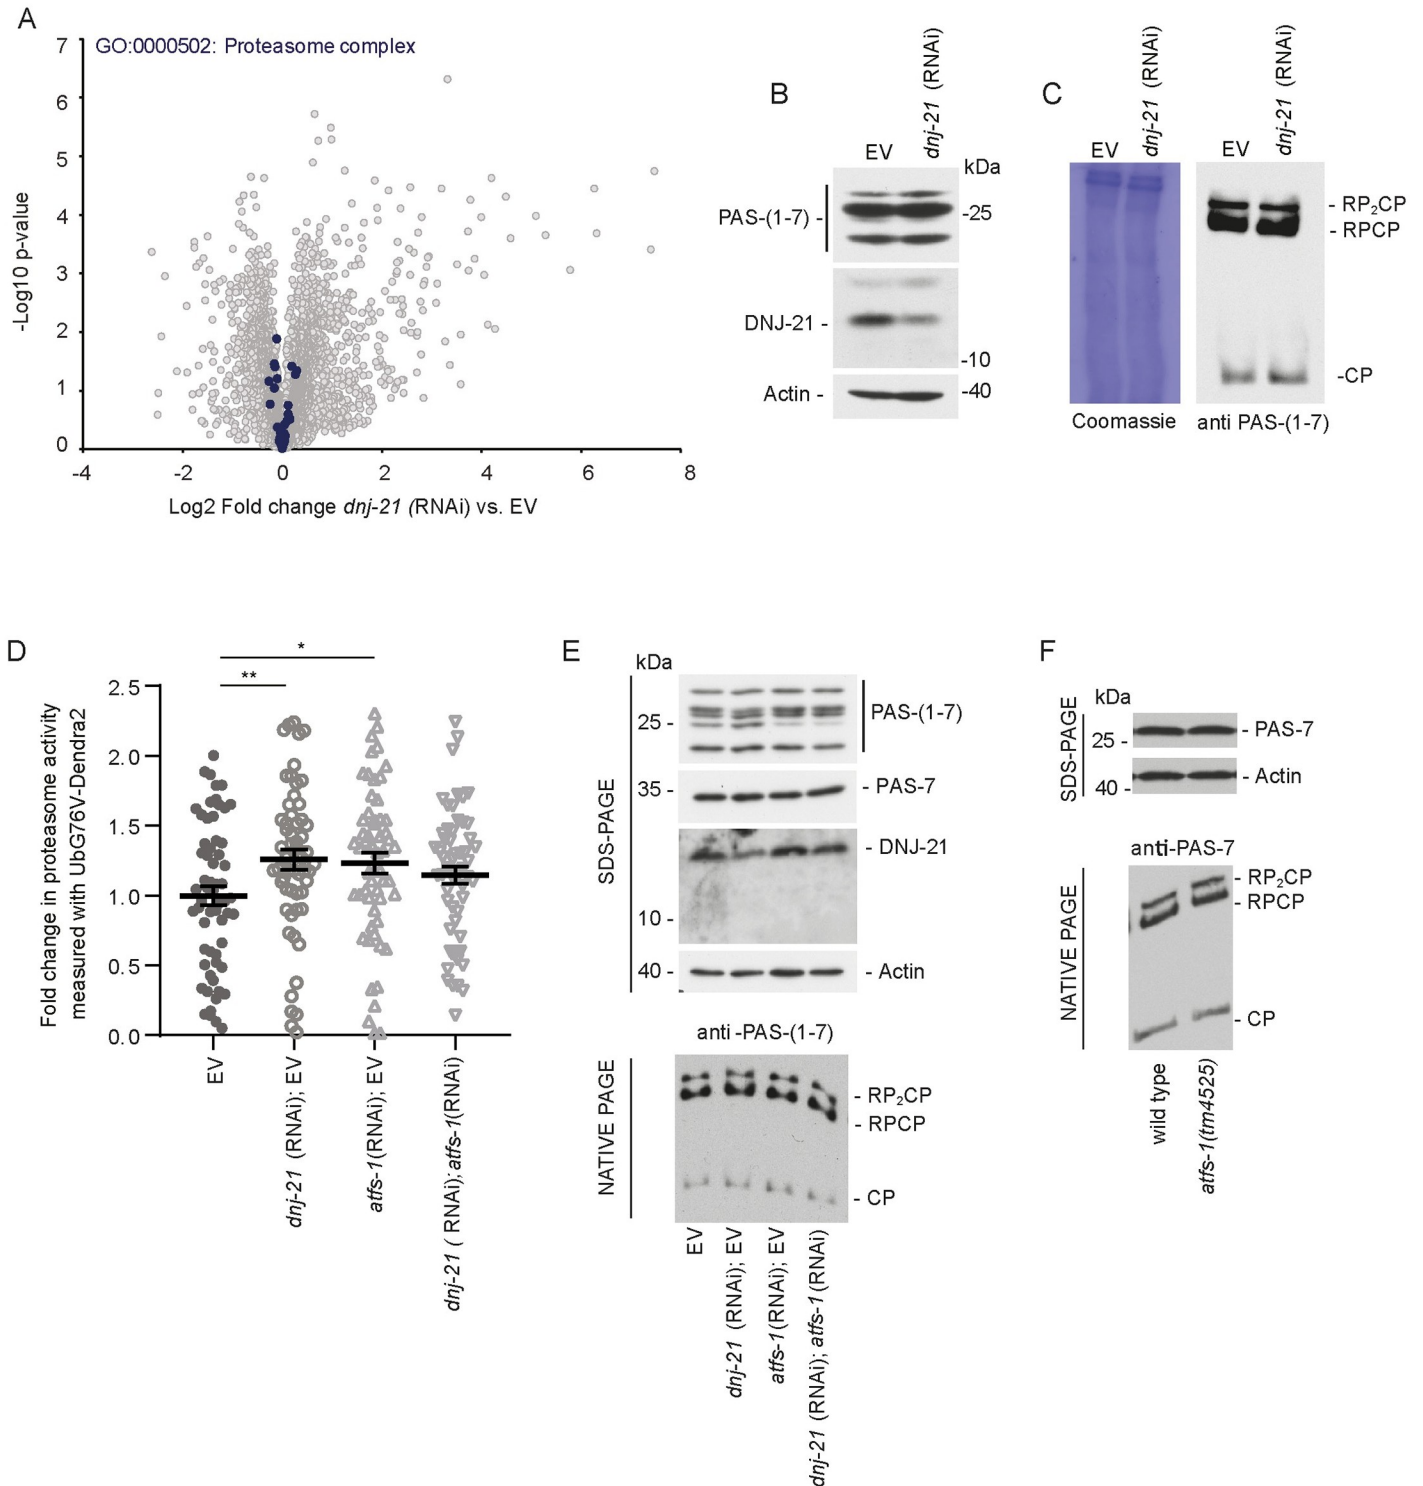 A
GO:0000502: Proteasome complex
7
6
5
4
3
2
1
0
-Log10 p-value
-4 -2 0 2 4 6 8
Log2 Fold change dnj-21 (RNAi) vs. EV
B
EV
dnj-21 (RNAi)
kDa
PAS-(1-7) -
-25
DNJ-21 -
-10
Actin -
-40
C
EV
dnj-21 (RNAi)
EV
dnj-21 (RNAi)
- RP₂CP
- RPCP
-CP
Coomassie
anti PAS-(1-7)
D
Fold change in proteasome activity
measured with UbG76V-Dendra2
2.5
2.0
1.5
1.0
0.5
0.0
*
**
EV
dnj-21 (RNAi); EV
atfs-1(RNAi); EV
dnj-21 ( RNAi); atfs-1(RNAi)
E
kDa
SDS-PAGE
25 -
PAS-(1-7)
35 -
- PAS-7
- DNJ-21
10 -
40 -
- Actin
anti -PAS-(1-7)
NATIVE PAGE
- RP₂CP
- RPCP
- CP
EV
dnj-21 (RNAi); EV
atfs-1(RNAi); EV
dnj-21 (RNAi); atfs-1(RNAi)
F
kDa
SDS-PAGE
25 -
- PAS-7
40 -
- Actin
anti-PAS-7
NATIVE PAGE
- RP₂CP
- RPCP
- CP
wild type
atfs-1(tm4525)